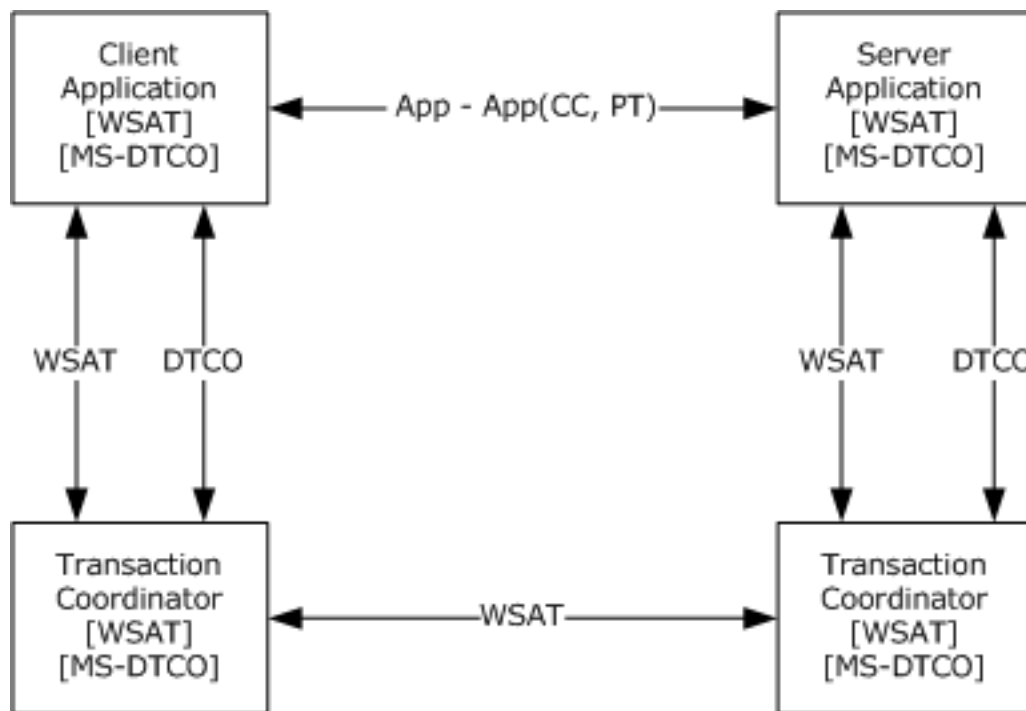 Client
Application
[WSAT]
[MS-DTCO]
App - App(CC, PT)
Server
Application
[WSAT]
[MS-DTCO]
WSAT
DTCO
WSAT
DTCO
Transaction
Coordinator
[WSAT]
[MS-DTCO]
WSAT
Transaction
Coordinator
[WSAT]
[MS-DTCO]